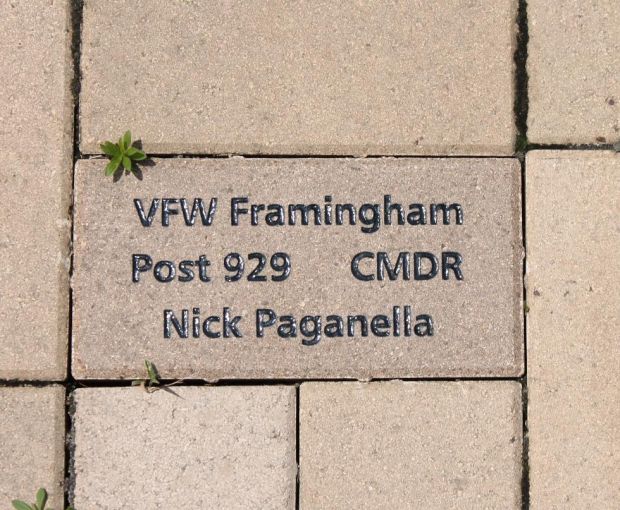 VFW Framingham
Post 929 CMDR
Nick Paganella